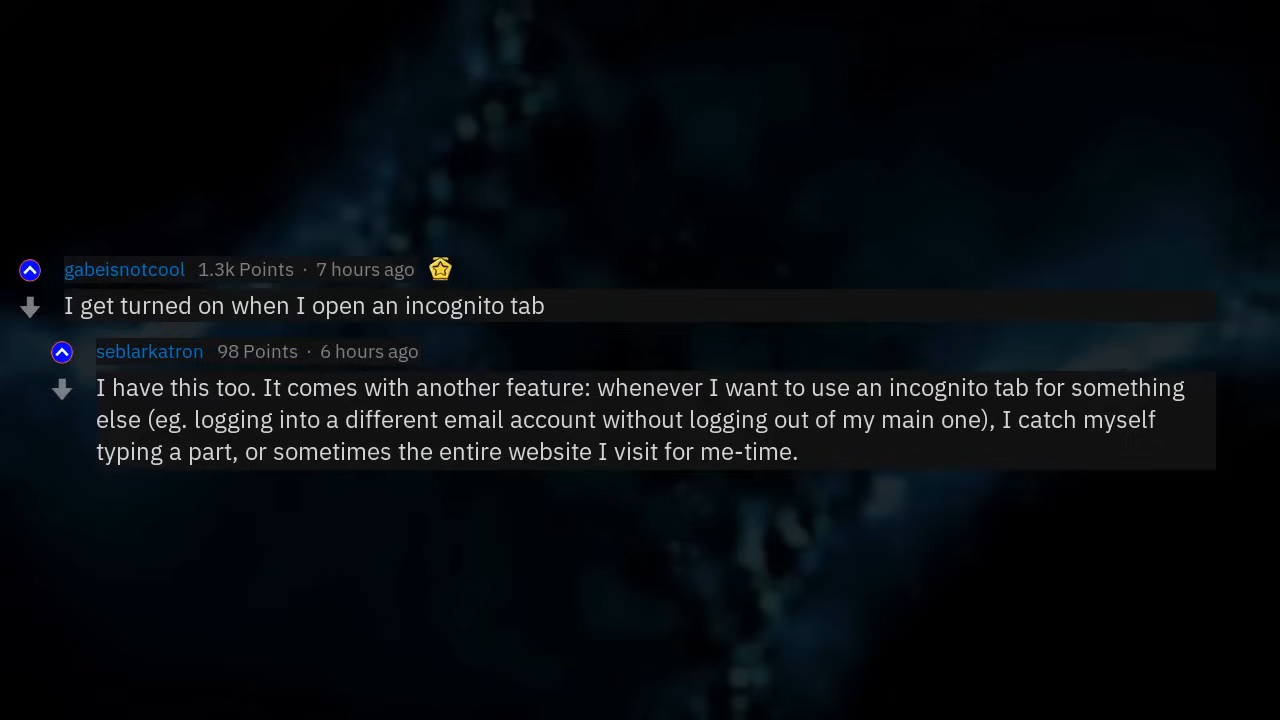 gabeisnotcool 1.3k Points · 7 hours ago
I get turned on when I open an incognito tab
seblarkatron 98 Points · 6 hours ago
I have this too. It comes with another feature: whenever I want to use an incognito tab for something
else (eg. logging into a different email account without logging out of my main one), I catch myself
typing a part, or sometimes the entire website I visit for me-time.